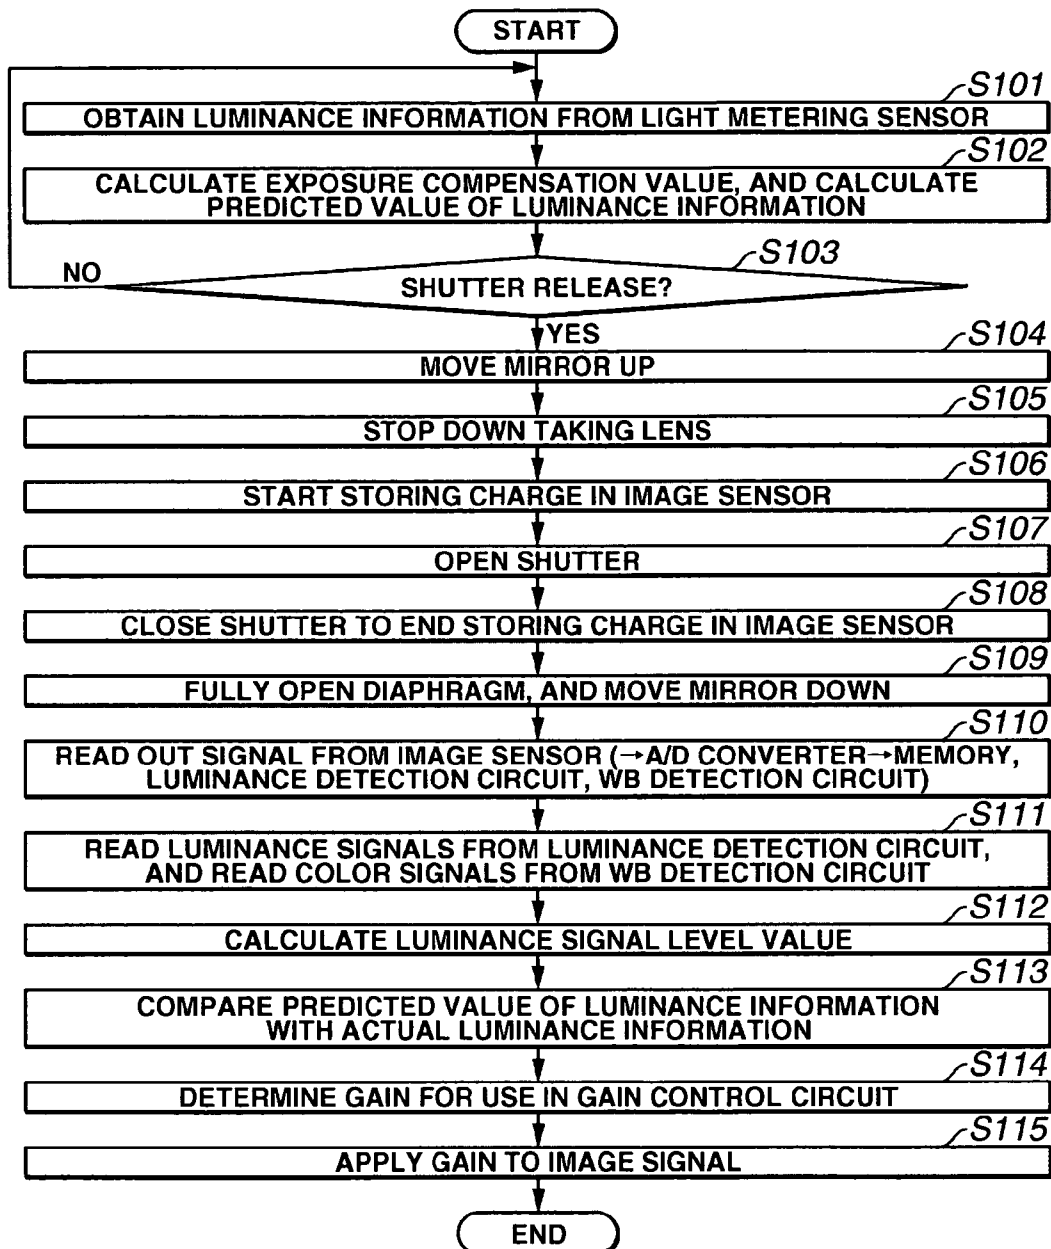 START
S101
OBTAIN LUMINANCE INFORMATION FROM LIGHT METERING SENSOR
S102
CALCULATE EXPOSURE COMPENSATION VALUE, AND CALCULATE
PREDICTED VALUE OF LUMINANCE INFORMATION
S103
NO
SHUTTER RELEASE?
YES
S104
MOVE MIRROR UP
S105
STOP DOWN TAKING LENS
S106
START STORING CHARGE IN IMAGE SENSOR
S107
OPEN SHUTTER
S108
CLOSE SHUTTER TO END STORING CHARGE IN IMAGE SENSOR
S109
FULLY OPEN DIAPHRAGM, AND MOVE MIRROR DOWN
S110
READ OUT SIGNAL FROM IMAGE SENSOR (→A/D CONVERTER→MEMORY,
LUMINANCE DETECTION CIRCUIT, WB DETECTION CIRCUIT)
S111
READ LUMINANCE SIGNALS FROM LUMINANCE DETECTION CIRCUIT,
AND READ COLOR SIGNALS FROM WB DETECTION CIRCUIT
S112
CALCULATE LUMINANCE SIGNAL LEVEL VALUE
S113
COMPARE PREDICTED VALUE OF LUMINANCE INFORMATION
WITH ACTUAL LUMINANCE INFORMATION
S114
DETERMINE GAIN FOR USE IN GAIN CONTROL CIRCUIT
S115
APPLY GAIN TO IMAGE SIGNAL
END